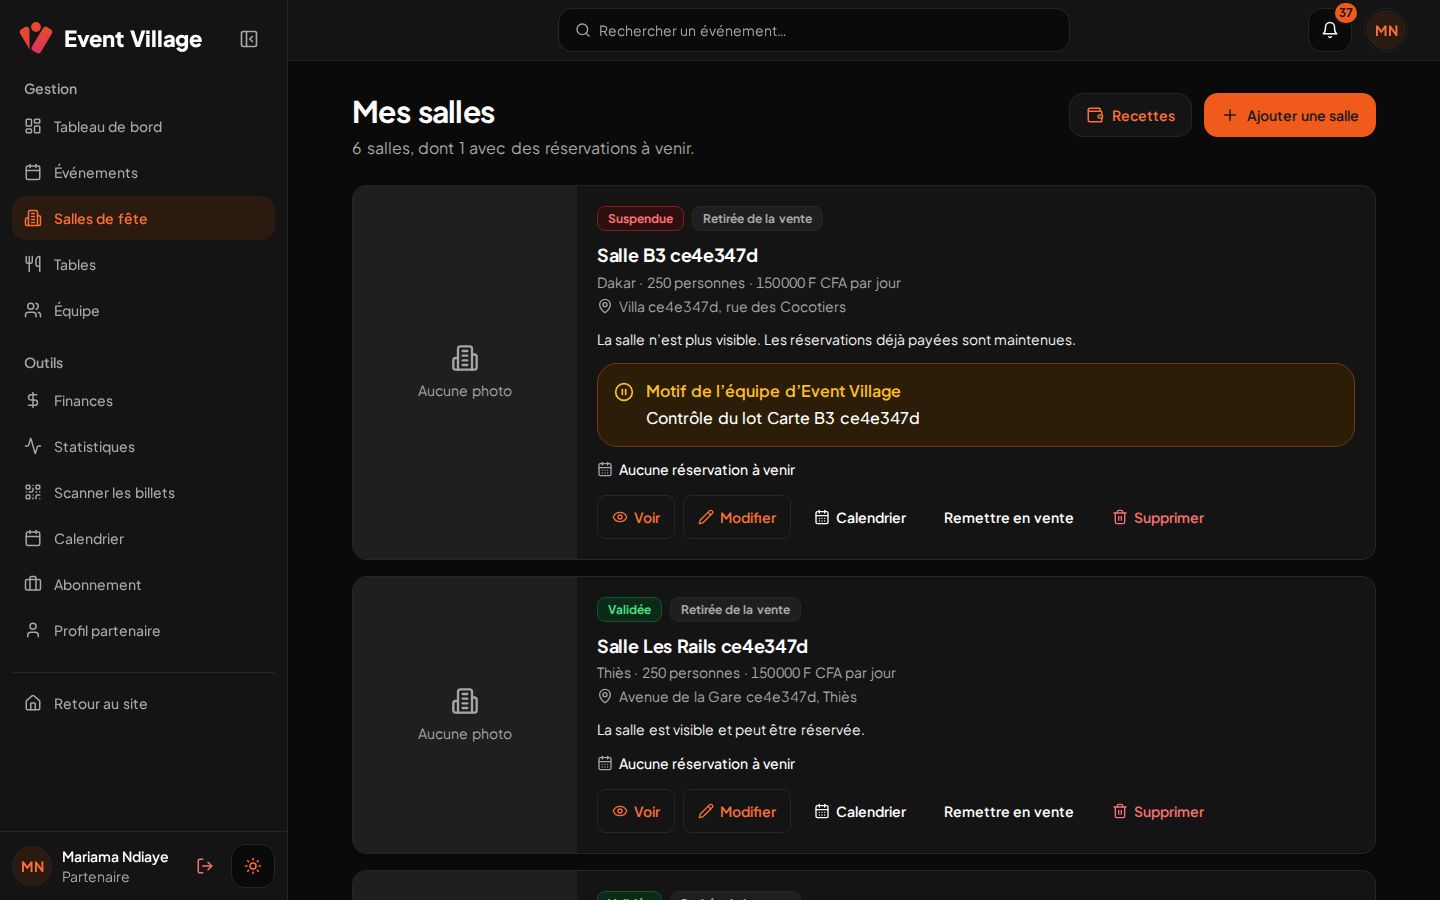 Event Village
Rechercher un événement...
37
MN
Gestion
Tableau de bord
Événements
Salles de fête
Tables
Équipe
Outils
Finances
Statistiques
Scanner les billets
Calendrier
Abonnement
Profil partenaire
Retour au site
MN
Mariama Ndiaye
Partenaire
Mes salles
6 salles, dont 1 avec des réservations à venir.
Recettes
Ajouter une salle
Aucune photo
Suspendue
Retirée de la vente
Salle B3 ce4e347d
Dakar · 250 personnes · 150000 F CFA par jour
Villa ce4e347d, rue des Cocotiers
La salle n’est plus visible. Les réservations déjà payées sont maintenues.
Motif de l’équipe d’Event Village
Contrôle du lot Carte B3 ce4e347d
Aucune réservation à venir
Voir
Modifier
Calendrier
Remettre en vente
Supprimer
Aucune photo
Validée
Retirée de la vente
Salle Les Rails ce4e347d
Thiès · 250 personnes · 150000 F CFA par jour
Avenue de la Gare ce4e347d, Thiès
La salle est visible et peut être réservée.
Aucune réservation à venir
Voir
Modifier
Calendrier
Remettre en vente
Supprimer